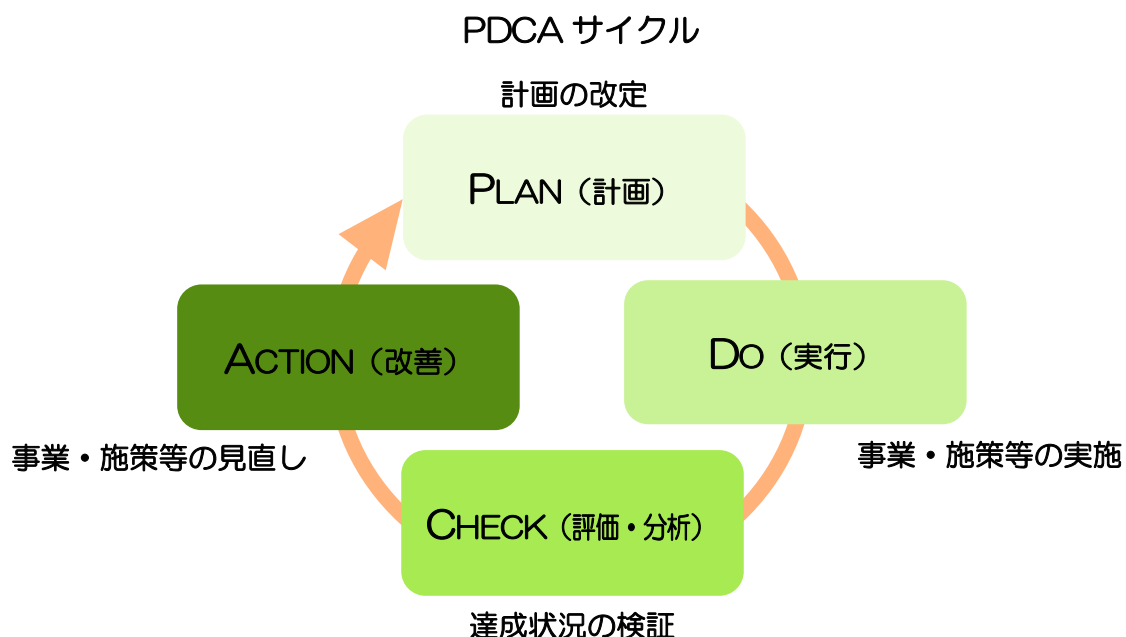 PDCA サイクル
計画の改定
PLAN（計画）
DO（実行）
事業・施策等の実施
CHECK（評価・分析）
達成状況の検証
ACTION（改善）
事業・施策等の見直し